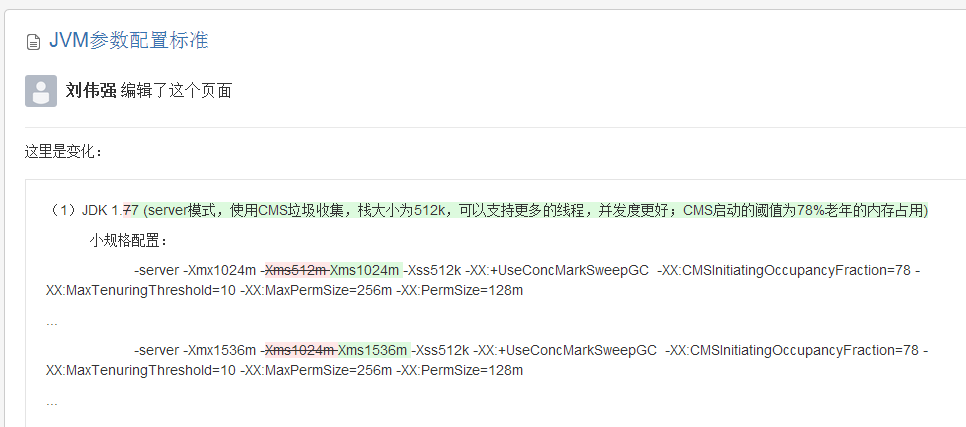 JVM参数配置标准
刘伟强 编辑了这个页面
这里是变化：
（1）JDK 1.77 (server模式，使用CMS垃圾收集，栈大小为512k，可以支持更多的线程，并发度更好；CMS启动的阈值为78%老年的内存占用)
小规格配置：
-server -Xmx1024m -Xms512m Xms1024m -Xss512k -XX:+UseConcMarkSweepGC -XX:CMSInitiatingOccupancyFraction=78 -
XX:MaxTenuringThreshold=10 -XX:MaxPermSize=256m -XX:PermSize=128m
...
-server -Xmx1536m -Xms1024m Xms1536m -Xss512k -XX:+UseConcMarkSweepGC -XX:CMSInitiatingOccupancyFraction=78 -
XX:MaxTenuringThreshold=10 -XX:MaxPermSize=256m -XX:PermSize=128m
...